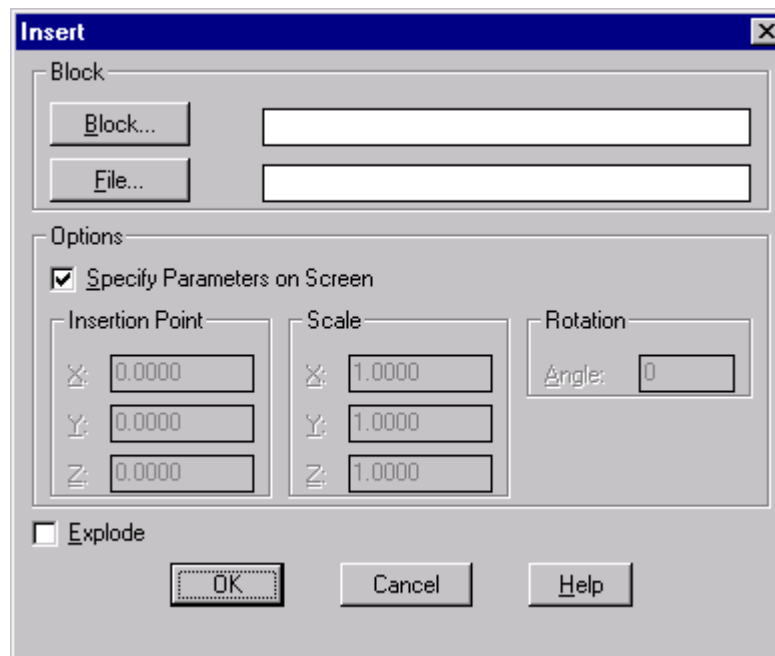 Insert
Block
Block...
File...
Options
Specify Parameters on Screen
Insertion Point Scale Rotation
X: 0.0000 X: 1.0000 Angle: 0
Y: 0.0000 Y: 1.0000
Z: 0.0000 Z: 1.0000
Explode
OK Cancel Help